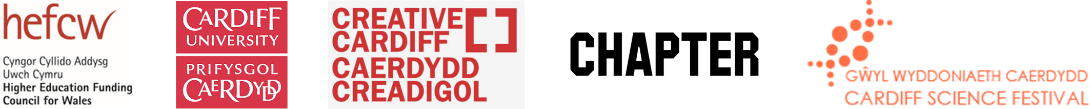 hefcw
Cyngor Cyllido Addysg
Uwch Cymru
Higher Education Funding
Council for Wales
CARDIFF
UNIVERSITY
PRIFYSGOL
CAERDYDD
CREATIVE
CARDIFF
CAERDYDD
CREADIGOL
CHAPTER
GŴYL WYDDONIAETH CAERDYDD
CARDIFF SCIENCE FESTIVAL